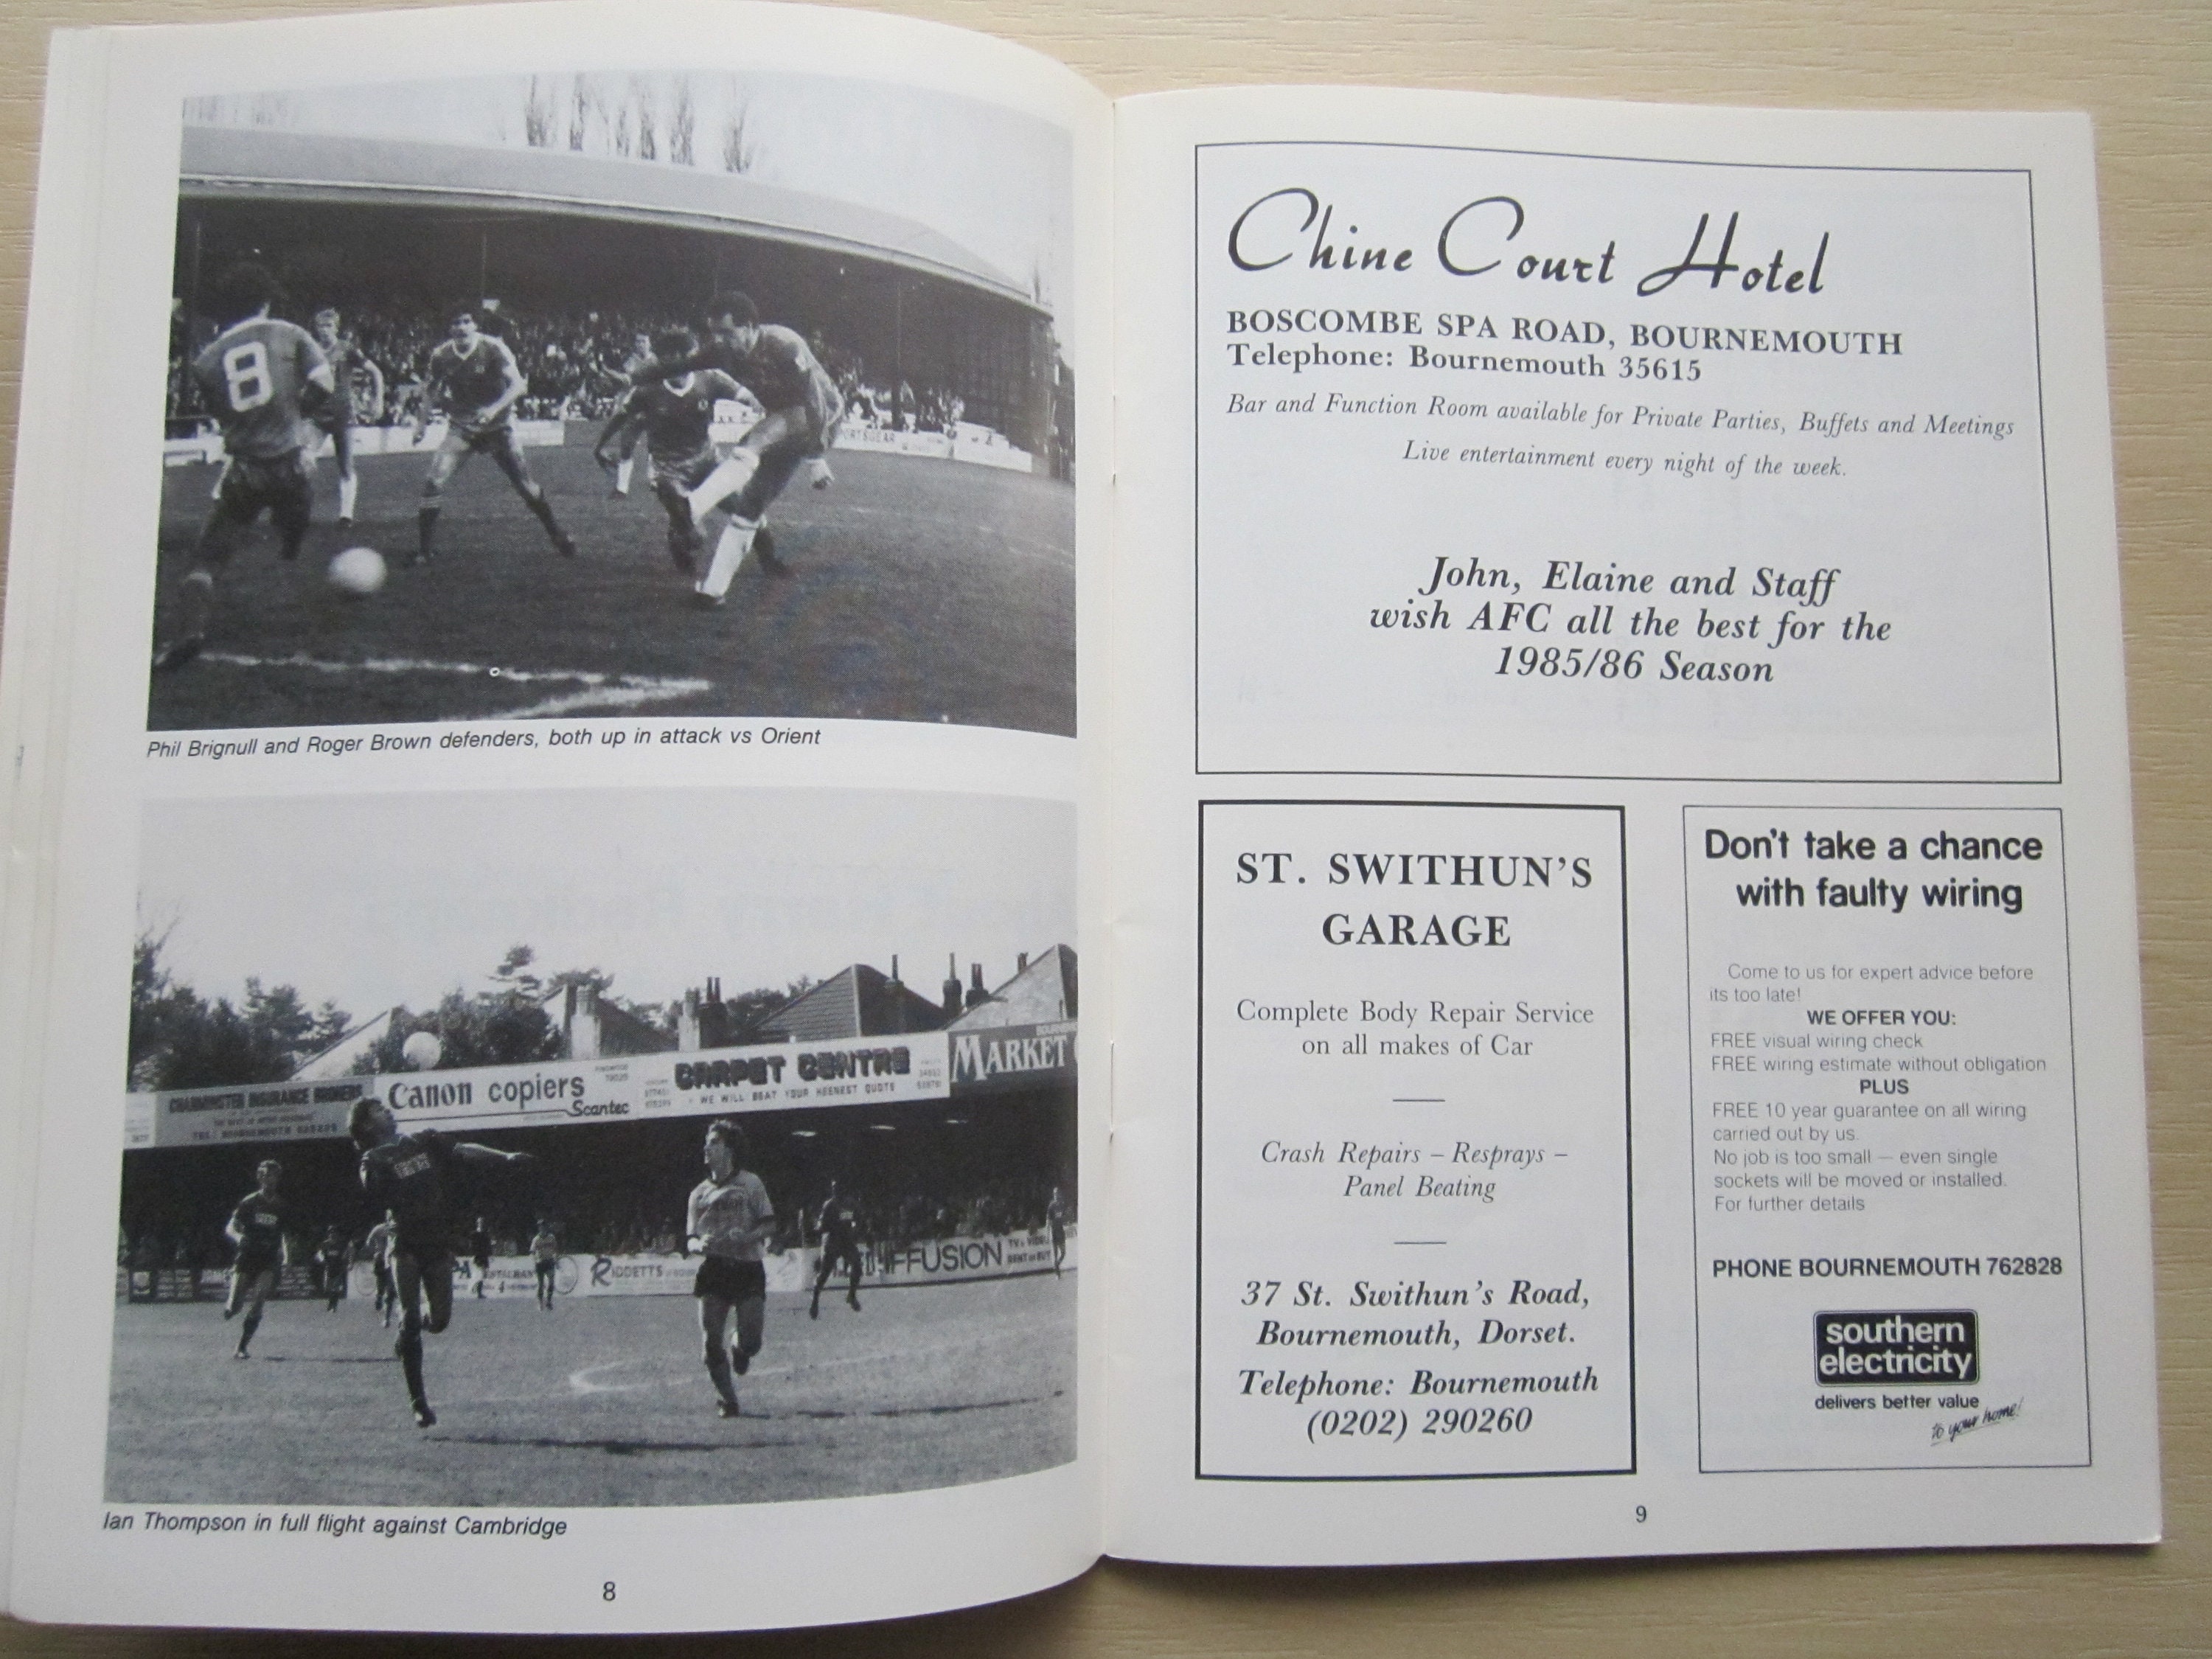 8
PORTSGEAR
Phil Brignull and Roger Brown defenders, both up in attack vs Orient
CHARMINSTER INSURANCE BROKERS
Canon copiers
Scantec
CARPET CENTRE
WE WILL BEAT YOUR KEENEST QUOTE
MARKET
RIDDETTS
FFUSION
Ian Thompson in full flight against Cambridge
8
Chine Court Hotel
BOSCOMBE SPA ROAD, BOURNEMOUTH
Telephone: Bournemouth 35615
Bar and Function Room available for Private Parties, Buffets and Meetings
Live entertainment every night of the week.
John, Elaine and Staff
wish AFC all the best for the
1985/86 Season
ST. SWITHUN'S
GARAGE
Complete Body Repair Service
on all makes of Car
Crash Repairs – Resprays –
Panel Beating
37 St. Swithun's Road,
Bournemouth, Dorset.
Telephone: Bournemouth
(0202) 290260
Don't take a chance
with faulty wiring
Come to us for expert advice before
its too late!
WE OFFER YOU:
FREE visual wiring check
FREE wiring estimate without obligation
PLUS
FREE 10 year guarantee on all wiring
carried out by us.
No job is too small — even single
sockets will be moved or installed.
For further details
PHONE BOURNEMOUTH 762828
southern
electricity
delivers better value
to your home!
9